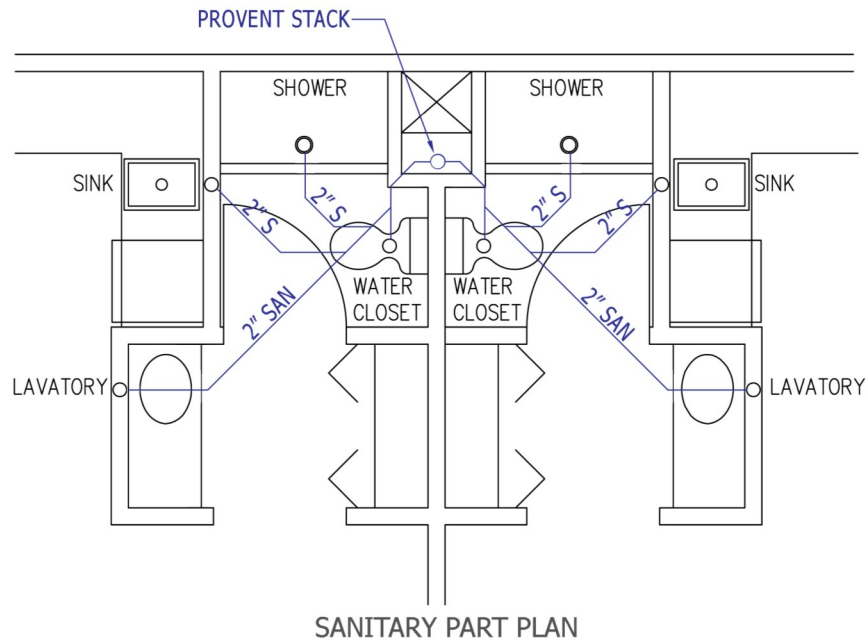 PROVENT STACK
SHOWER
SHOWER
SINK
SINK
2" S
2" S
2" S
2" S
WATER
CLOSET
WATER
CLOSET
2" SAN
2" SAN
LAVATORY
LAVATORY
SANITARY PART PLAN